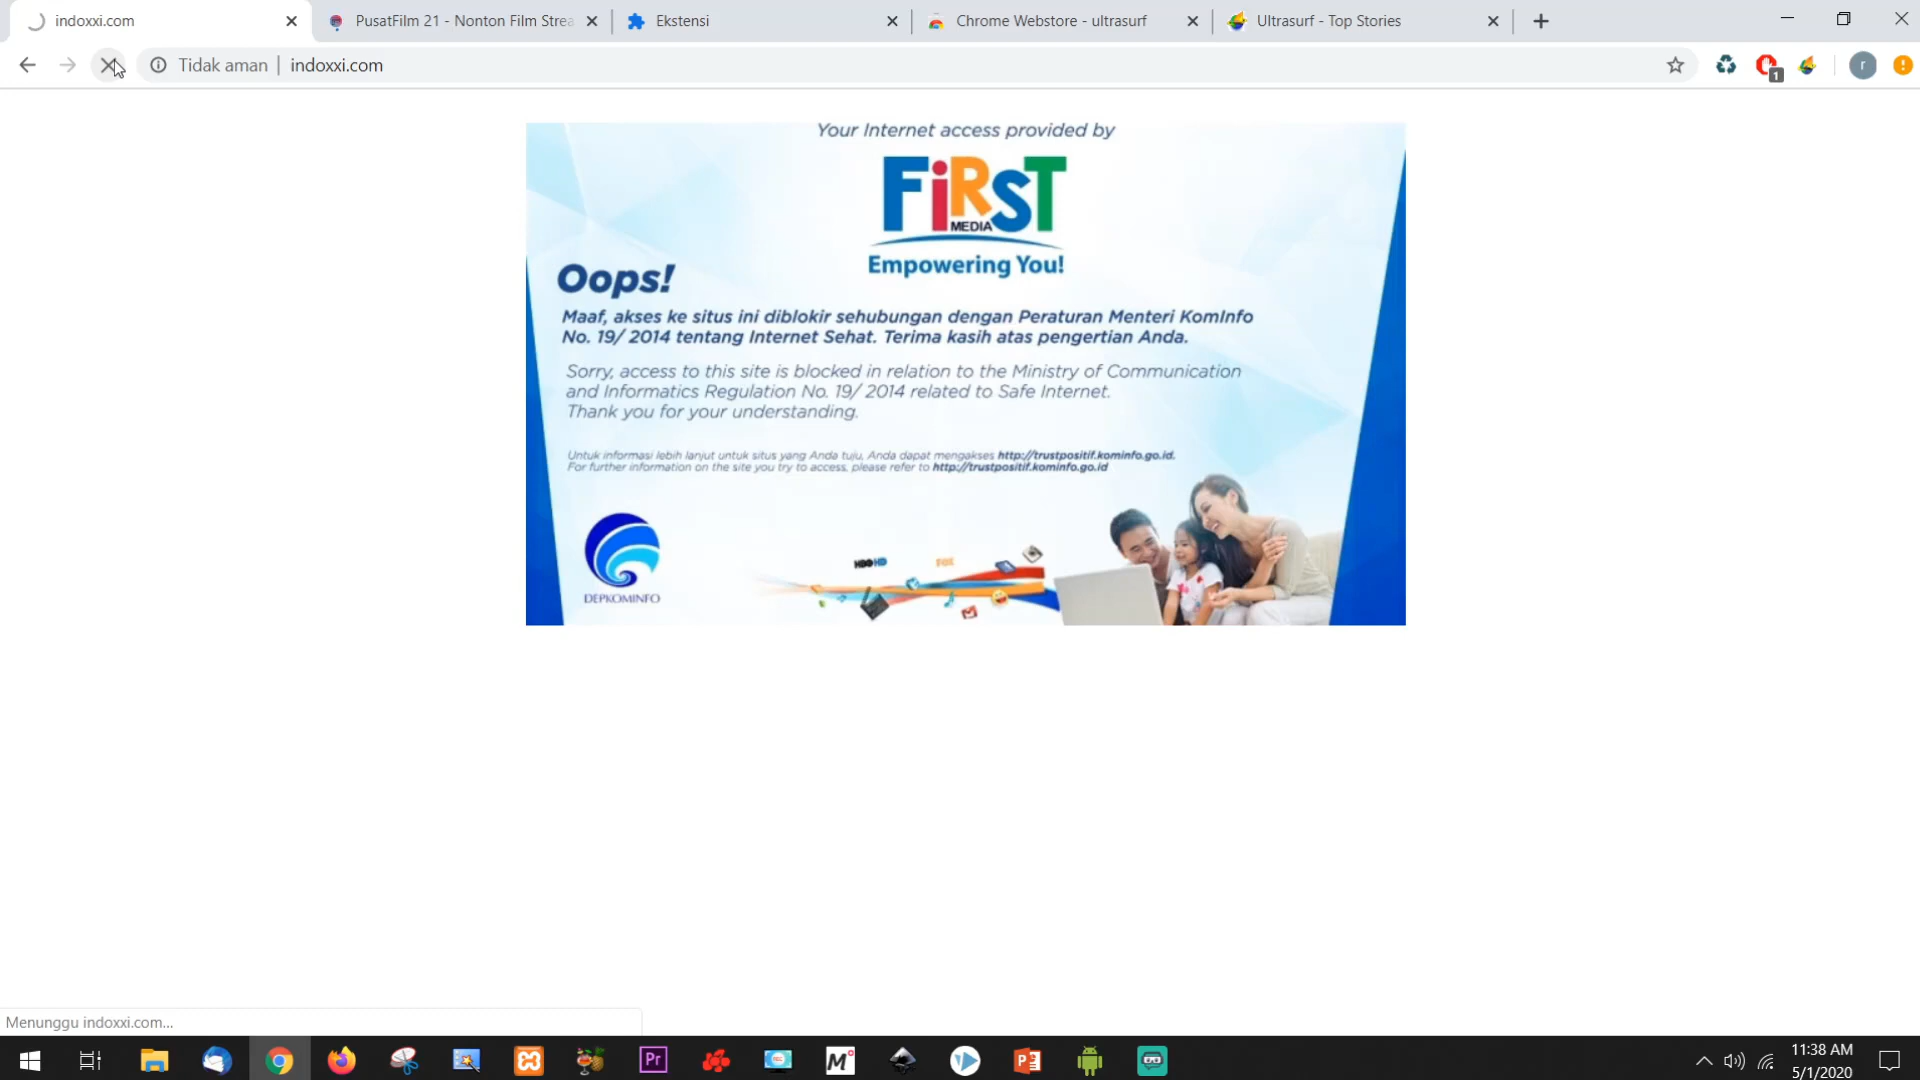 indoxxi.com
PusatFilm 21 - Nonton Film Strea
Ekstensi
Chrome Webstore - ultrasurf
Ultrasurf - Top Stories
Tidak aman | indoxxi.com
1
r
Your Internet access provided by
FiRST
MEDIA
Empowering You!
Oops!
Maaf, akses ke situs ini diblokir sehubungan dengan Peraturan Menteri KomInfo
No. 19/ 2014 tentang Internet Sehat. Terima kasih atas pengertian Anda.
Sorry, access to this site is blocked in relation to the Ministry of Communication
and Informatics Regulation No. 19/ 2014 related to Safe Internet.
Thank you for your understanding.
Untuk informasi lebih lanjut untuk situs yang Anda tuju, Anda dapat mengakses http://trustpositif.kominfo.go.id.
For further information on the site you try to access, please refer to http://trustpositif.kominfo.go.id
HBO HD
FOX
DEPKOMINFO
Menunggu indoxxi.com...
Pr
REC
M
P
11:38 AM
5/1/2020